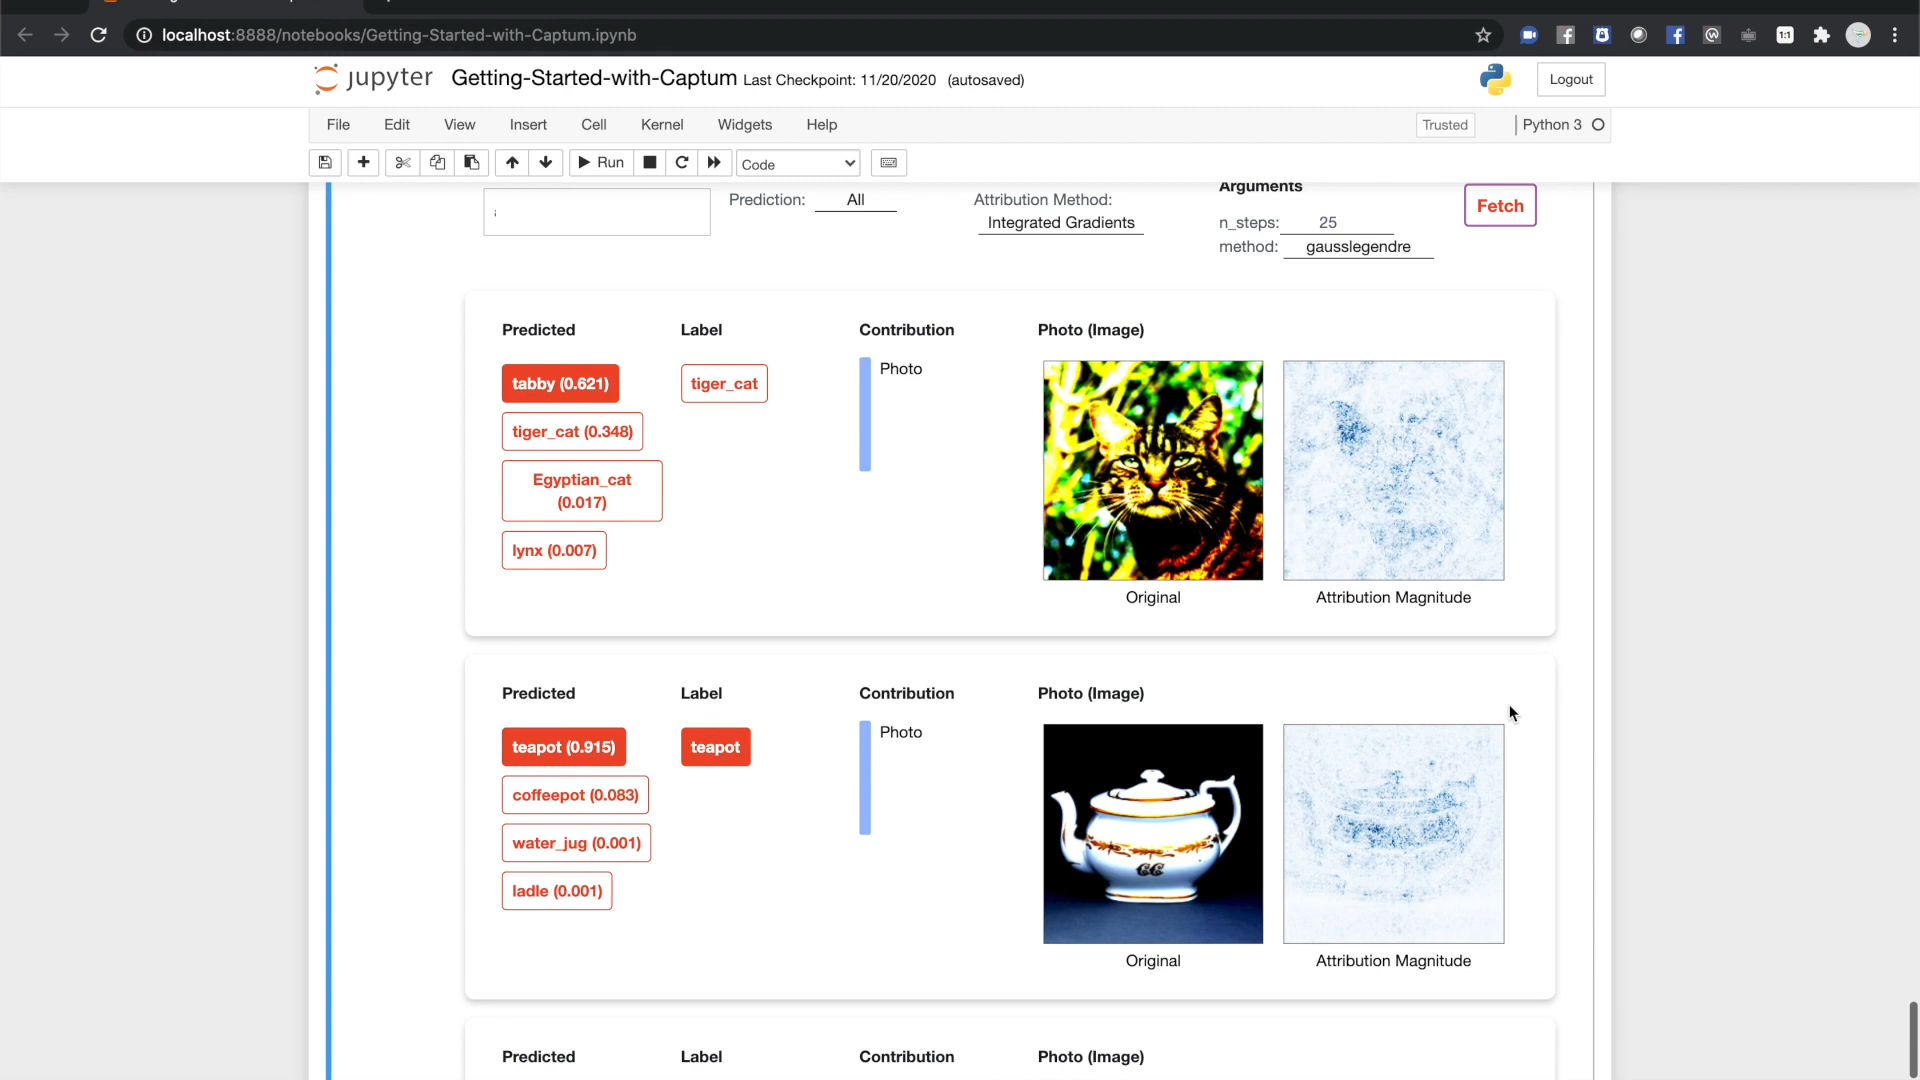 localhost:8888/notebooks/Getting-Started-with-Captum.ipynb
1:1
jupyter Getting-Started-with-Captum Last Checkpoint: 11/20/2020 (autosaved)
Logout
File Edit View Insert Cell Kernel Widgets Help
Trusted
Python 3
Run
Code
Prediction: All
Attribution Method:
Integrated Gradients
Arguments
n_steps: 25
method: gausslegendre
Fetch
Predicted Label Contribution Photo (Image)
tabby (0.621)
tiger_cat (0.348)
Egyptian_cat
(0.017)
lynx (0.007)
tiger_cat
Photo
Original
Attribution Magnitude
Predicted Label Contribution Photo (Image)
teapot (0.915)
coffeepot (0.083)
water_jug (0.001)
ladle (0.001)
teapot
Photo
Original
Attribution Magnitude
Predicted Label Contribution Photo (Image)